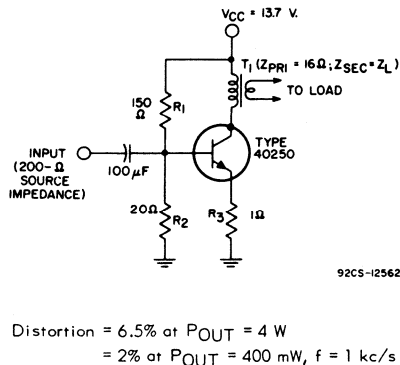 VCC = 13.7 V.
T1 (ZPRI = 16Ω; ZSEC = ZL)
TO LOAD
150
Ω
R1
TYPE
40250
INPUT
(200-Ω
SOURCE
IMPEDANCE)
100 µF
20Ω
R2
R3
1Ω
92CS-12562
Distortion = 6.5% at POUT = 4 W
= 2% at POUT = 400 mW, f = 1 kc/s